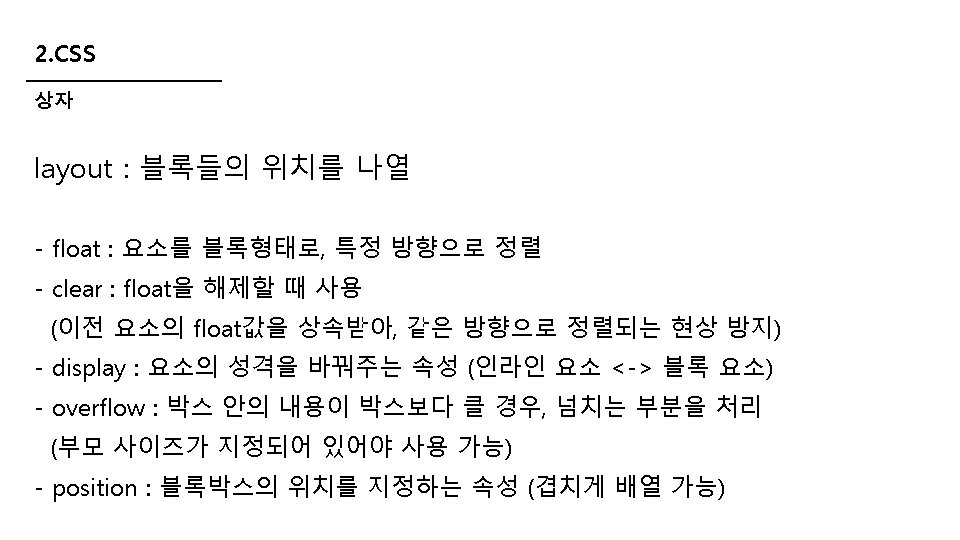 2.CSS
상자
layout : 블록들의 위치를 나열
- float : 요소를 블록형태로, 특정 방향으로 정렬
- clear : float을 해제할 때 사용
(이전 요소의 float값을 상속받아, 같은 방향으로 정렬되는 현상 방지)
- display : 요소의 성격을 바꿔주는 속성 (인라인 요소 <-> 블록 요소)
- overflow : 박스 안의 내용이 박스보다 클 경우, 넘치는 부분을 처리
(부모 사이즈가 지정되어 있어야 사용 가능)
- position : 블록박스의 위치를 지정하는 속성 (겹치게 배열 가능)